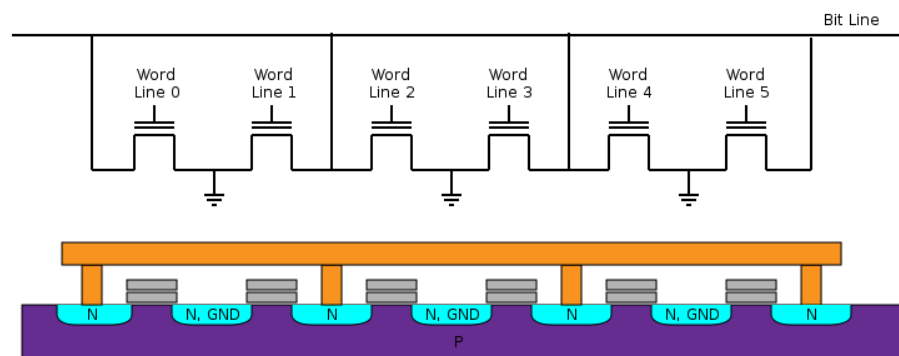 Bit Line
Word
Line 0
Word
Line 1
Word
Line 2
Word
Line 3
Word
Line 4
Word
Line 5
N
N, GND
N
N, GND
N
N, GND
N
P